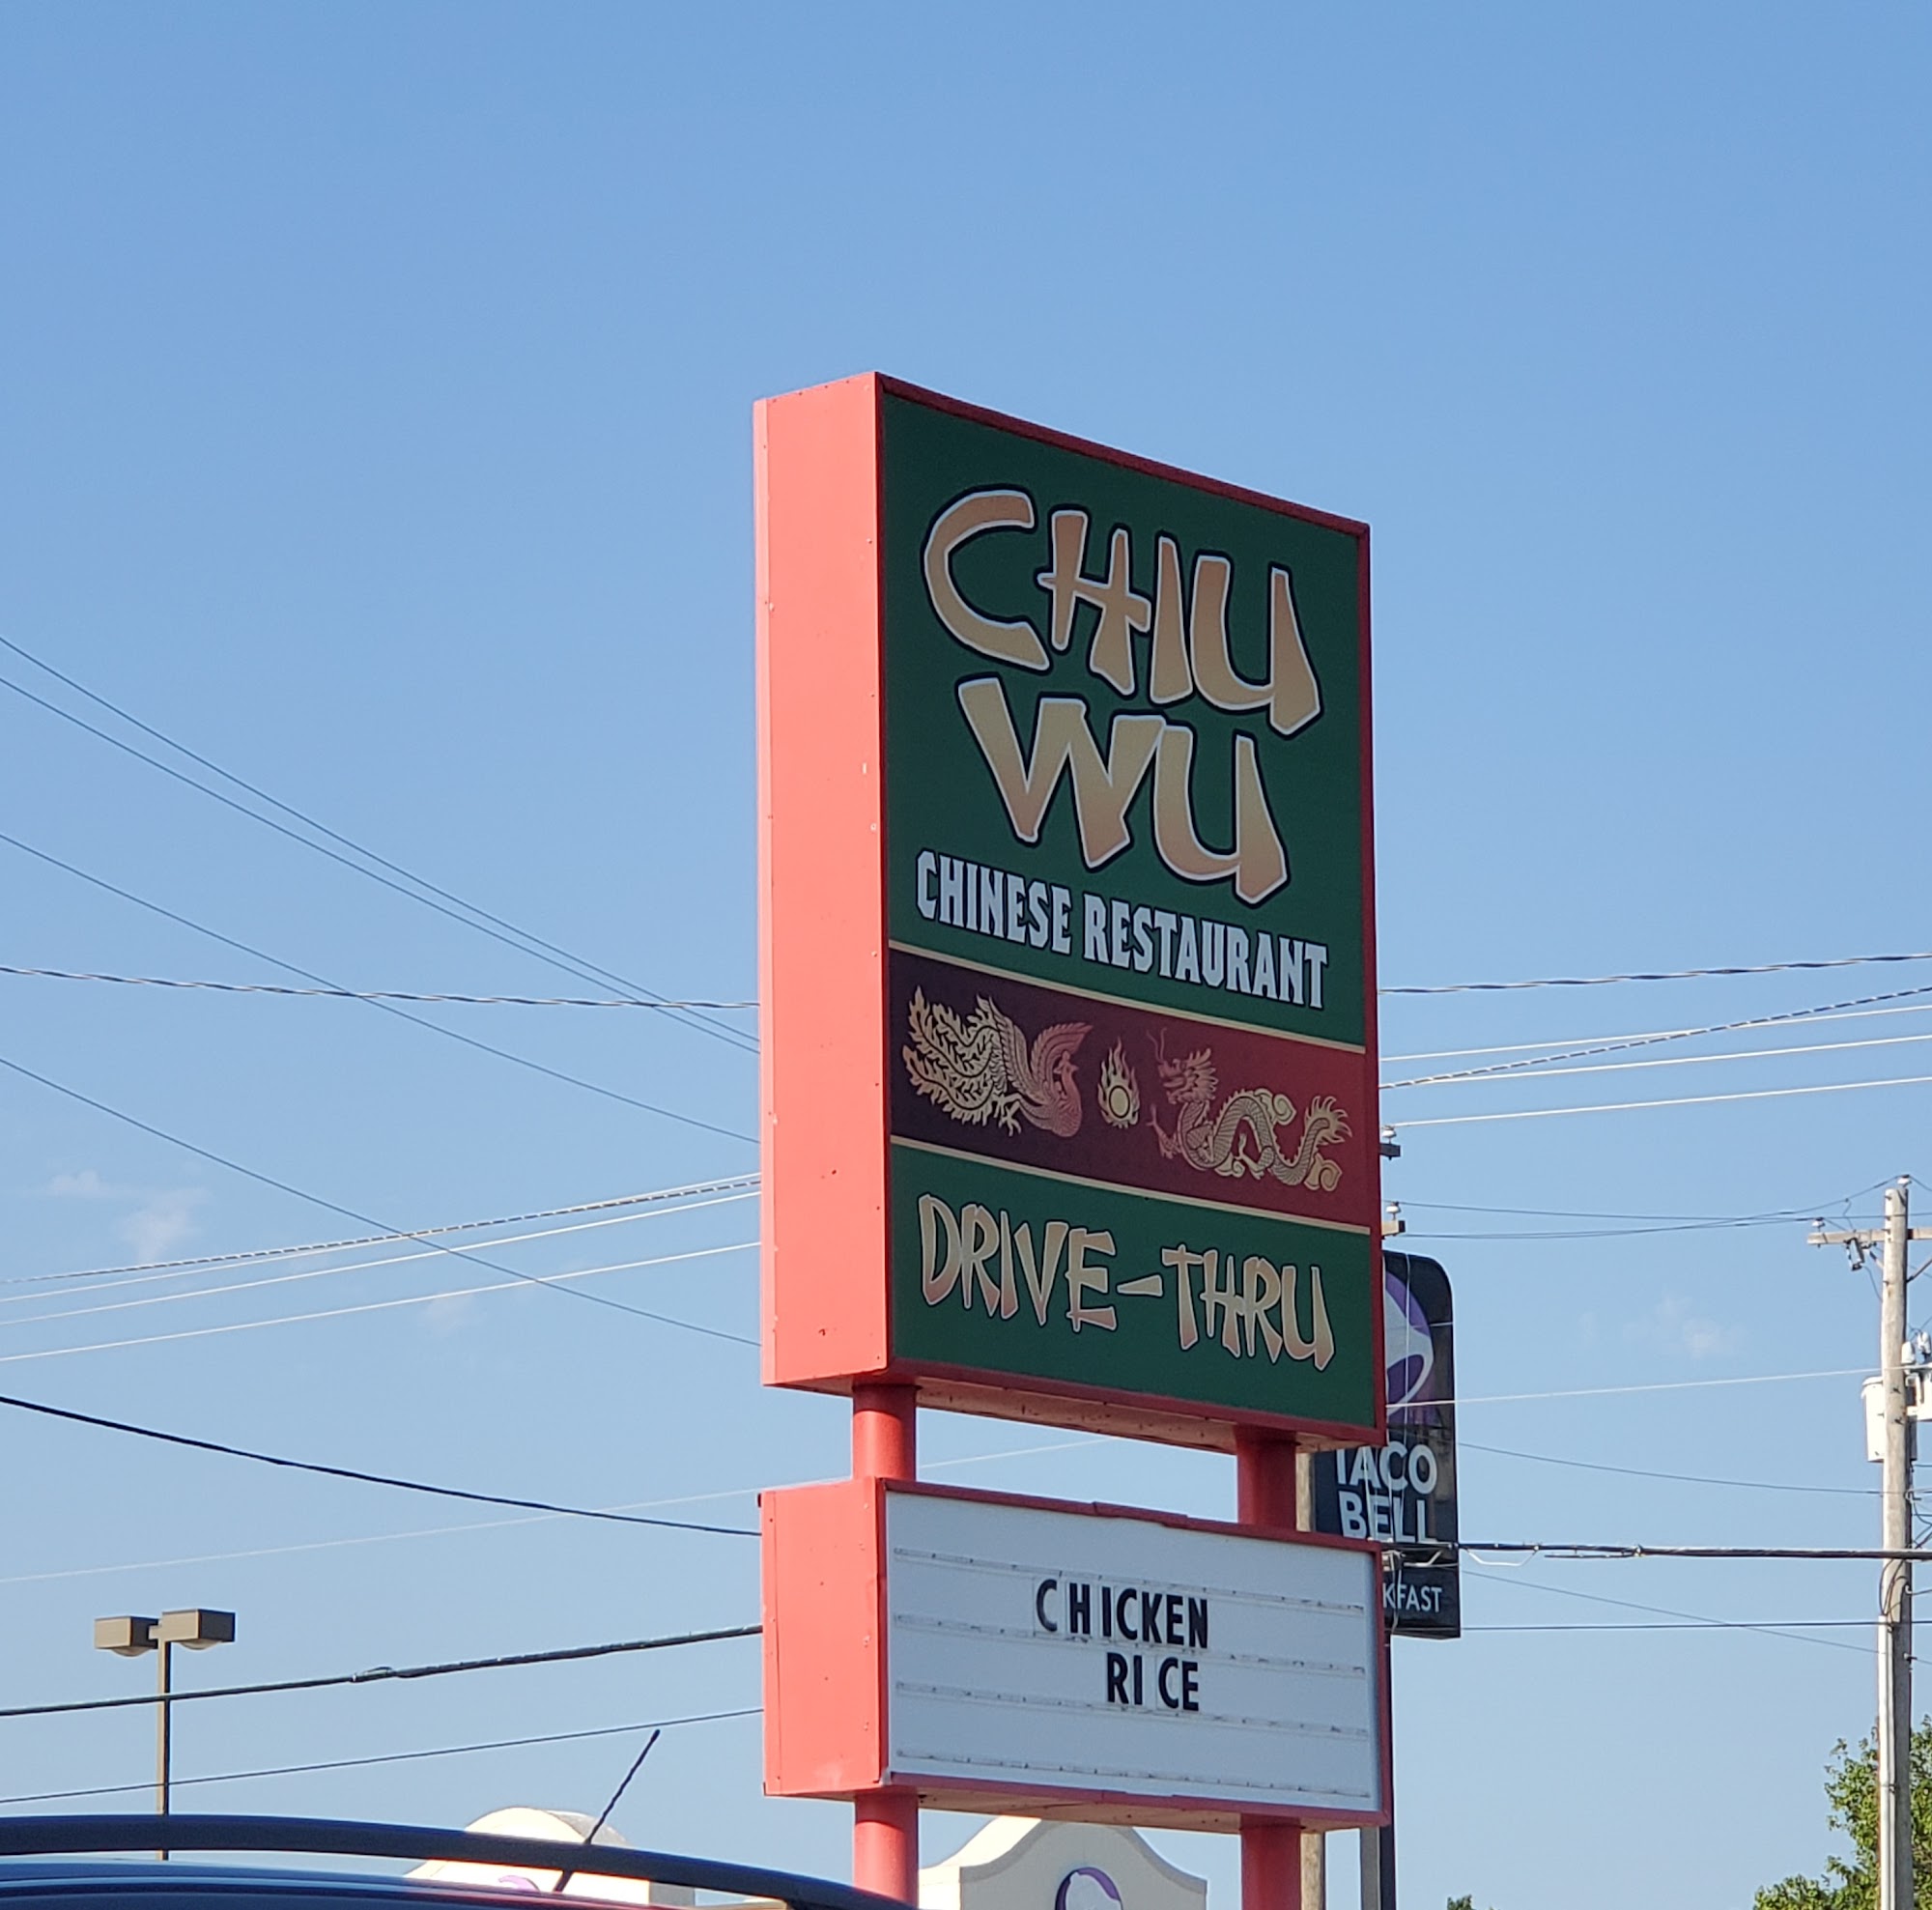 CHIU
WU
CHINESE RESTAURANT
DRIVE-THRU
CHICKEN
RICE
TACO
BELL
KFAST